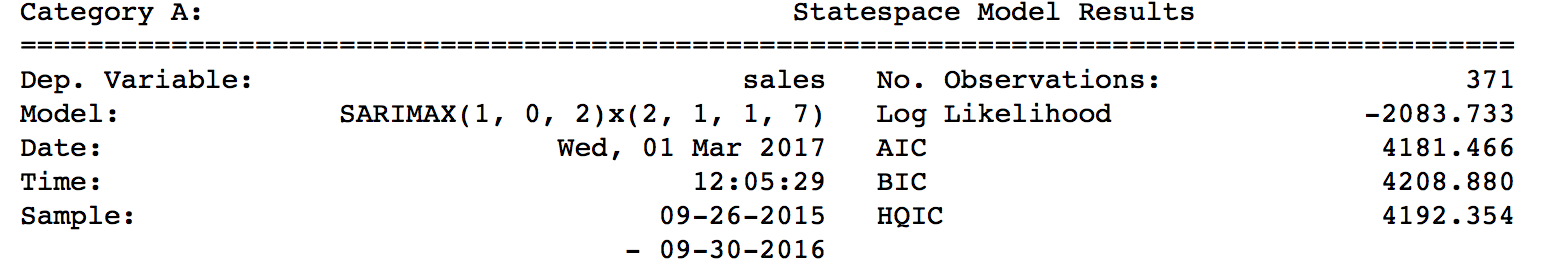 Category A: Statespace Model Results
==========================================================================================
Dep. Variable: sales No. Observations: 371
Model: SARIMAX(1, 0, 2)x(2, 1, 1, 7) Log Likelihood -2083.733
Date: Wed, 01 Mar 2017 AIC 4181.466
Time: 12:05:29 BIC 4208.880
Sample: 09-26-2015 HQIC 4192.354
- 09-30-2016